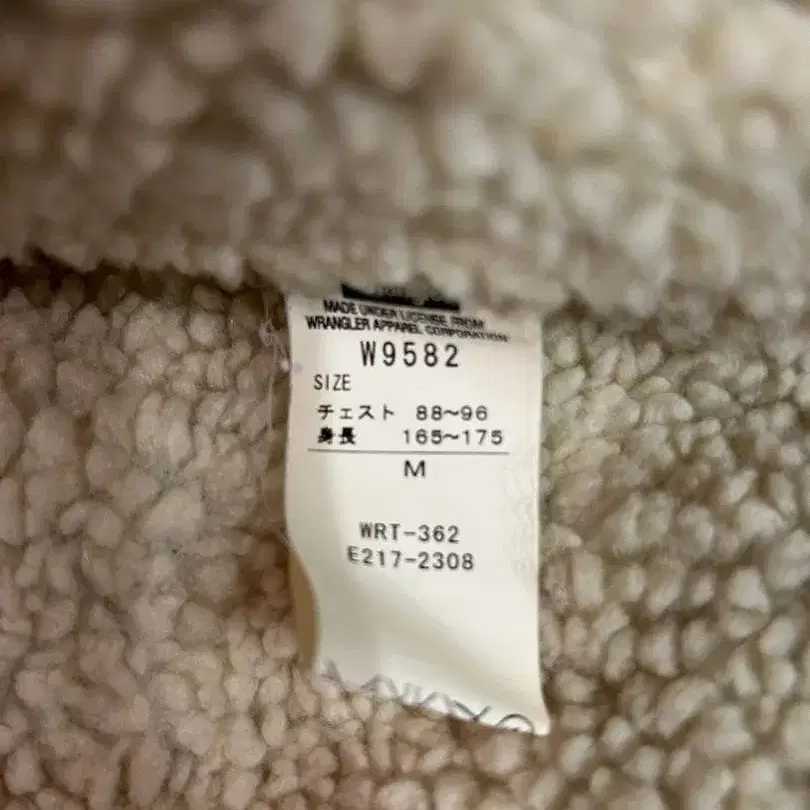 MADE UNDER LICENSE FROM
WRANGLER APPAREL CORPORATION
W9582
SIZE
チェスト 88~96
身長 165~175
M
WRT-362
E217-2308